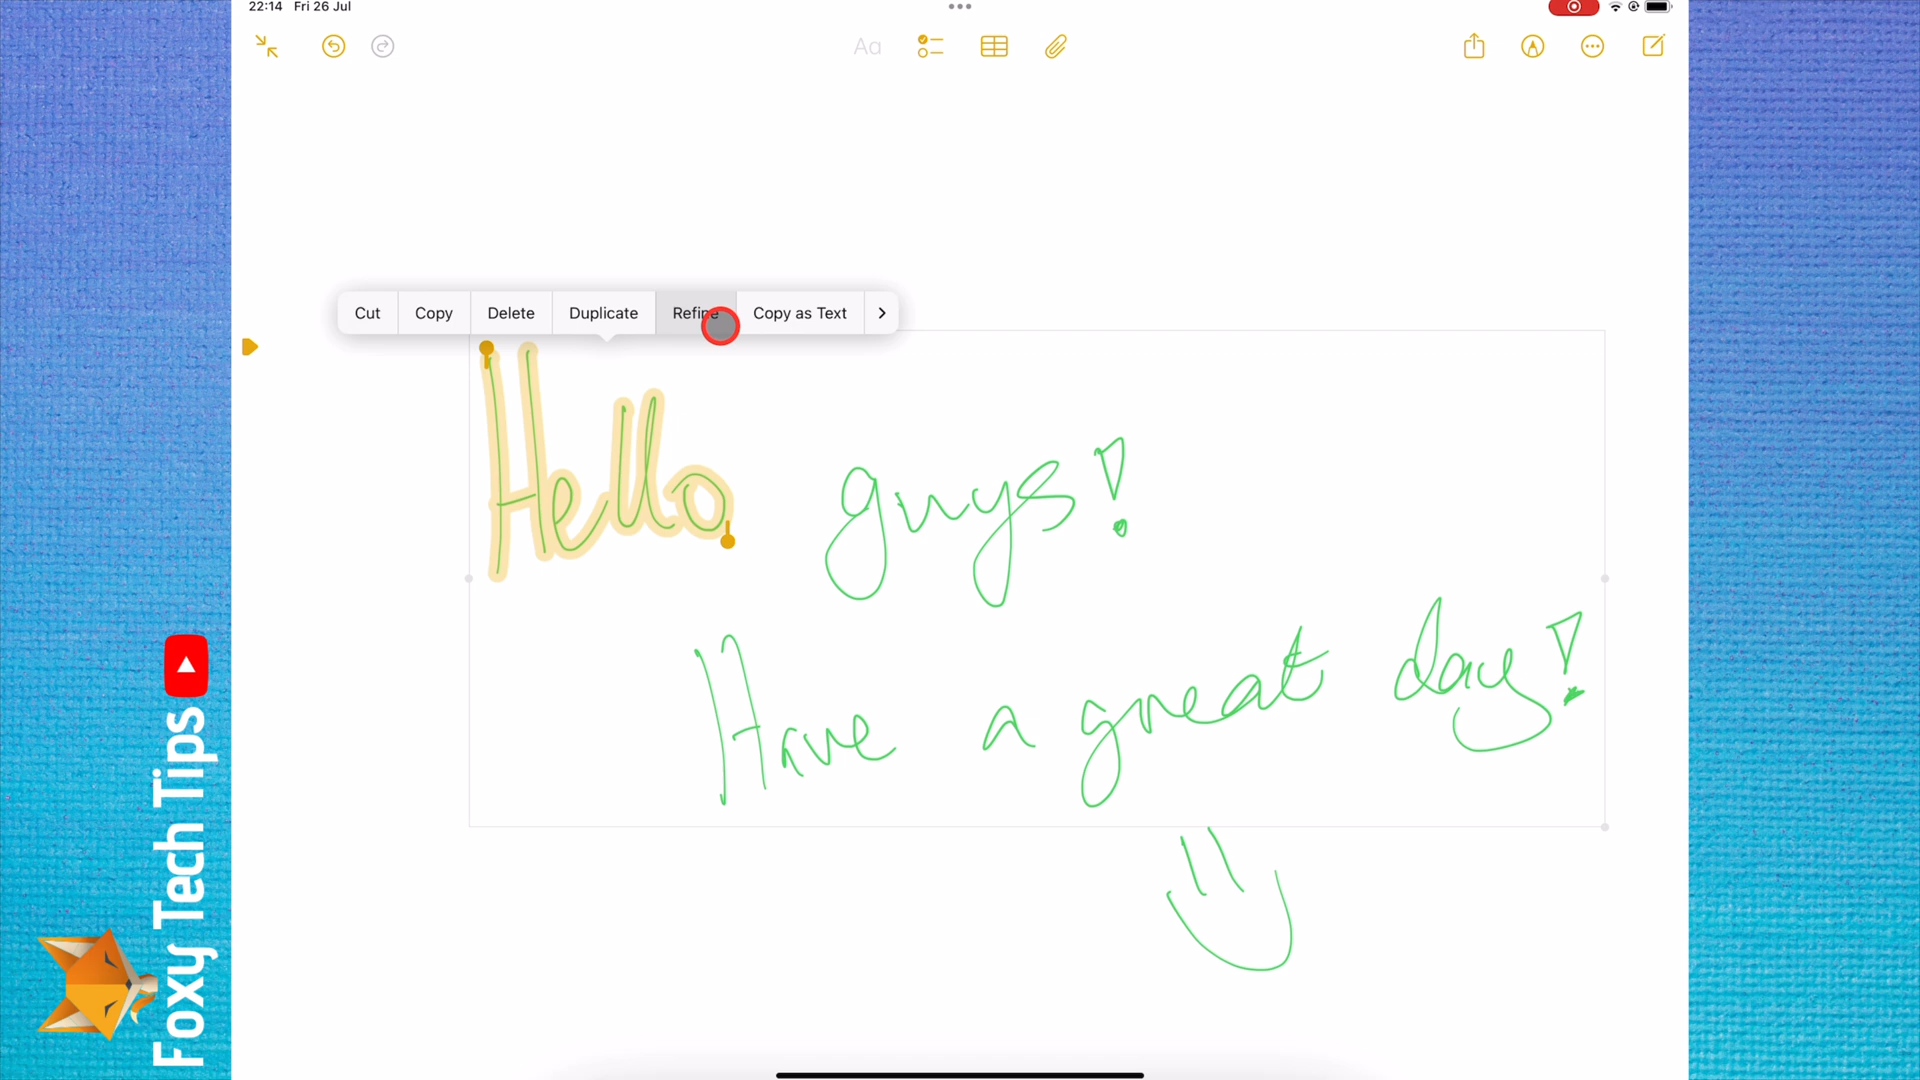 22:14 Fri 26 Jul
Aa
Cut Copy Delete Duplicate Refine Copy as Text
Hello guys!
Have a great day!
Foxy Tech Tips